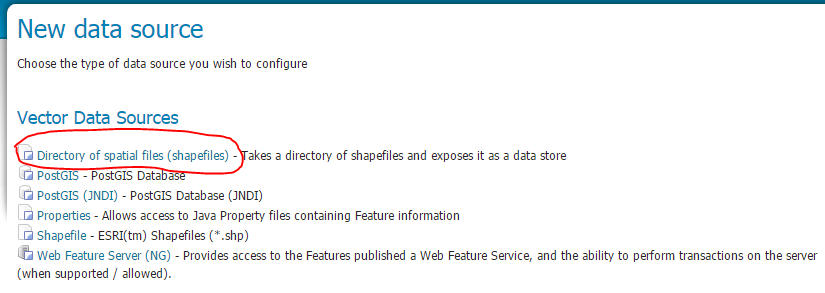 New data source
Choose the type of data source you wish to configure
Vector Data Sources
Directory of spatial files (shapefiles) - Takes a directory of shapefiles and exposes it as a data store
PostGIS - PostGIS Database
PostGIS (JNDI) - PostGIS Database (JNDI)
Properties - Allows access to Java Property files containing Feature information
Shapefile - ESRI(tm) Shapefiles (*.shp)
Web Feature Server (NG) - Provides access to the Features published a Web Feature Service, and the ability to perform transactions on the server
(when supported / allowed).